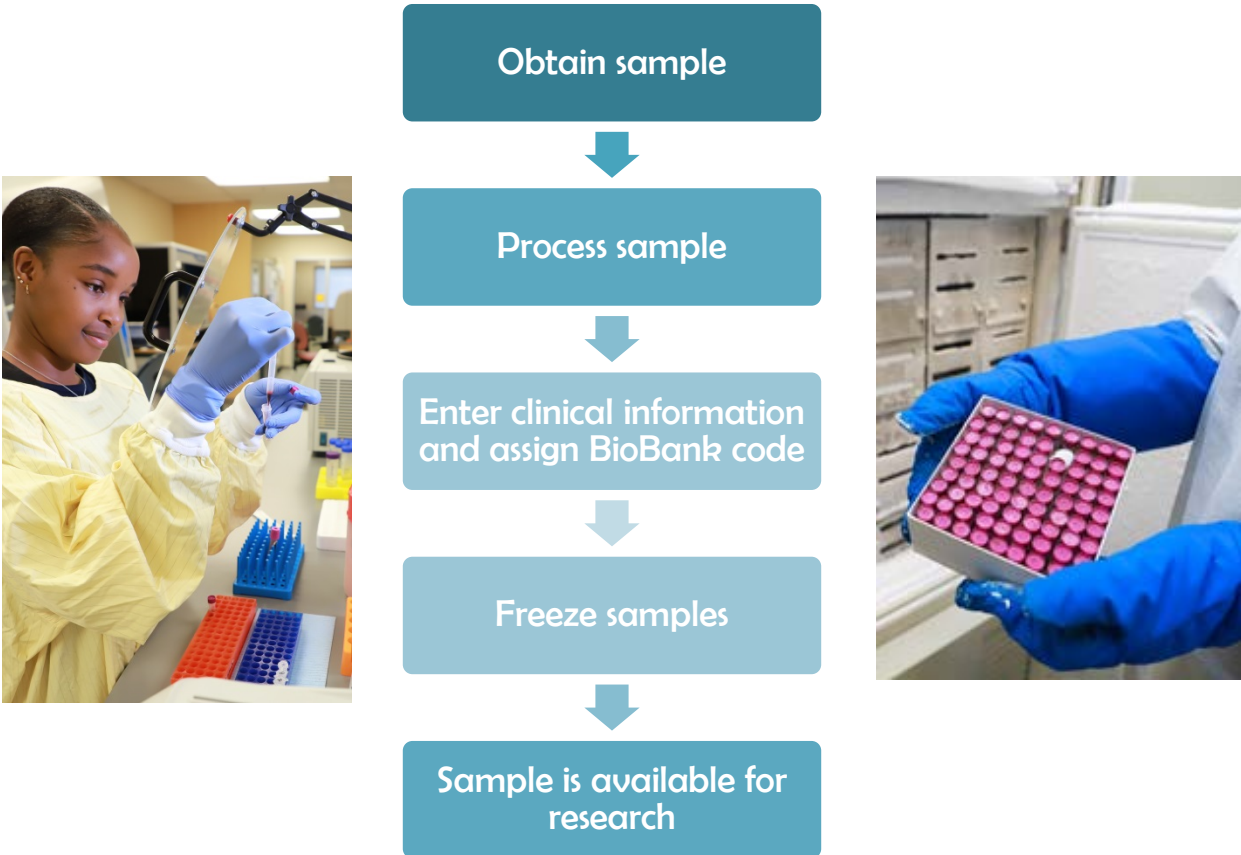 Obtain sample
Process sample
Enter clinical information
and assign BioBank code
Freeze samples
Sample is available for
research